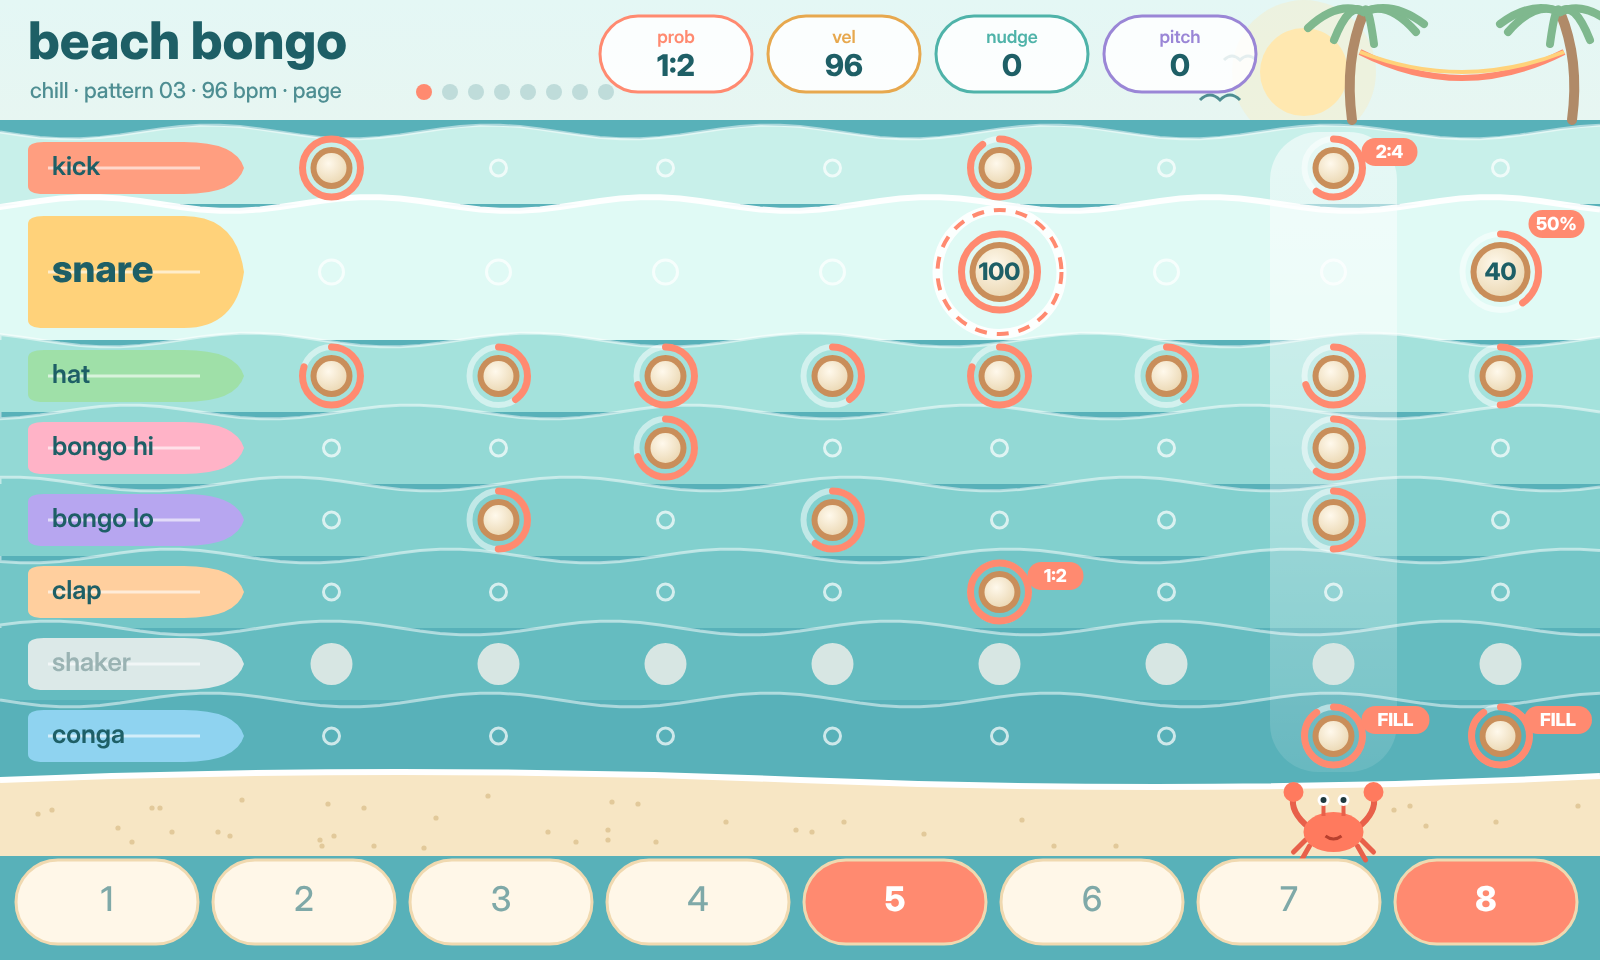 beach bongo
chill · pattern 03 · 96 bpm · page
prob
1:2
vel
96
nudge
0
pitch
0
kick
2:4
snare
100
40
50%
hat
bongo hi
bongo lo
clap
1:2
shaker
conga
FILL
FILL
1 2 3 4 5 6 7 8